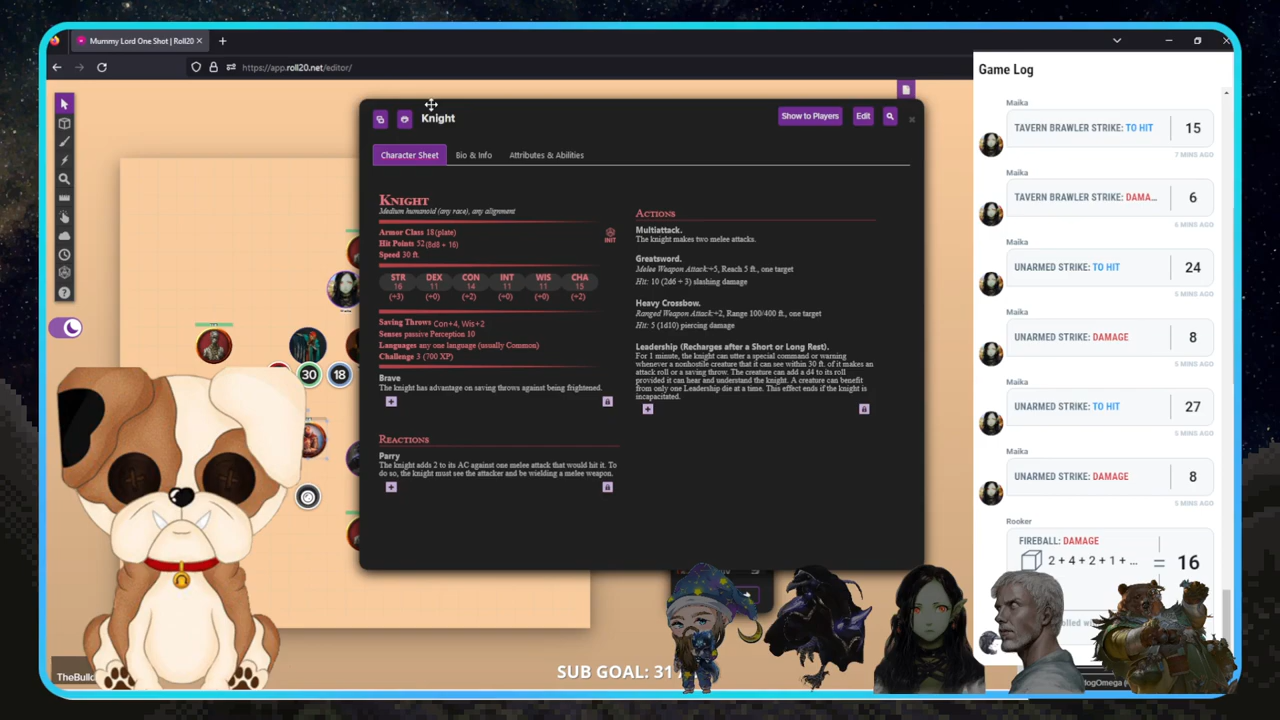 Mummy Lord One Shot | Roll20
https://app.roll20.net/editor/
Knight
Show to Players
Edit
Character Sheet
Bio & Info
Attributes & Abilities
Knight
Medium humanoid (any race), any alignment
Armor Class 18(plate)
Hit Points 52(8d8 + 16)
Speed 30 ft.
INIT
STR DEX CON INT WIS CHA
16 11 14 11 11 15
(+3) (+0) (+2) (+0) (+0) (+2)
Saving Throws Con+4, Wis+2
Senses passive Perception 10
Languages any one language (usually Common)
Challenge 3 (700 XP)
Brave
The knight has advantage on saving throws against being frightened.
Reactions
Parry
The knight adds 2 to its AC against one melee attack that would hit it. To
do so, the knight must see the attacker and be wielding a melee weapon.
Actions
Multiattack.
The knight makes two melee attacks.
Greatsword.
Melee Weapon Attack:+5, Reach 5 ft., one target
Hit: 10 (2d6 + 3) slashing damage
Heavy Crossbow.
Ranged Weapon Attack:+2, Range 100/400 ft., one target
Hit: 5 (1d10) piercing damage
Leadership (Recharges after a Short or Long Rest).
For 1 minute, the knight can utter a special command or warning
whenever a nonhostile creature that it can see within 30 ft. of it makes an
attack roll or a saving throw. The creature can add a d4 to its roll
provided it can hear and understand the knight. A creature can benefit
from only one Leadership die at a time. This effect ends if the knight is
incapacitated.
30
18
Game Log
Maika
TAVERN BRAWLER STRIKE: TO HIT 15
7 MINS AGO
Maika
TAVERN BRAWLER STRIKE: DAMA... 6
6 MINS AGO
Maika
UNARMED STRIKE: TO HIT 24
5 MINS AGO
Maika
UNARMED STRIKE: DAMAGE 8
5 MINS AGO
Maika
UNARMED STRIKE: TO HIT 27
5 MINS AGO
Maika
UNARMED STRIKE: DAMAGE 8
5 MINS AGO
Rooker
FIREBALL: DAMAGE
2 + 4 + 2 + 1 + ... = 16
TheBuild
SUB GOAL: 31
logOmega